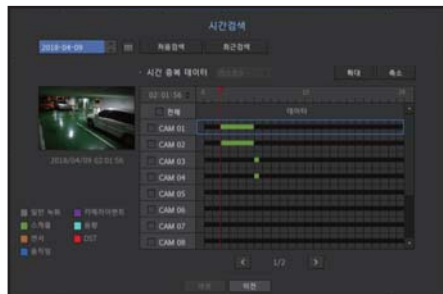 시간검색
2018-04-09
처음검색 최근검색
· 시간 중복 데이터
확대 축소
02:01:56
전체 데이터
CAM 01
CAM 02
CAM 03
CAM 04
CAM 05
CAM 06
CAM 07
CAM 08
2018/04/09 02:01:56
일반 녹화 카메라이벤트
스케줄 음향
센서 DST
움직임
< 1/2 >
재생 이전